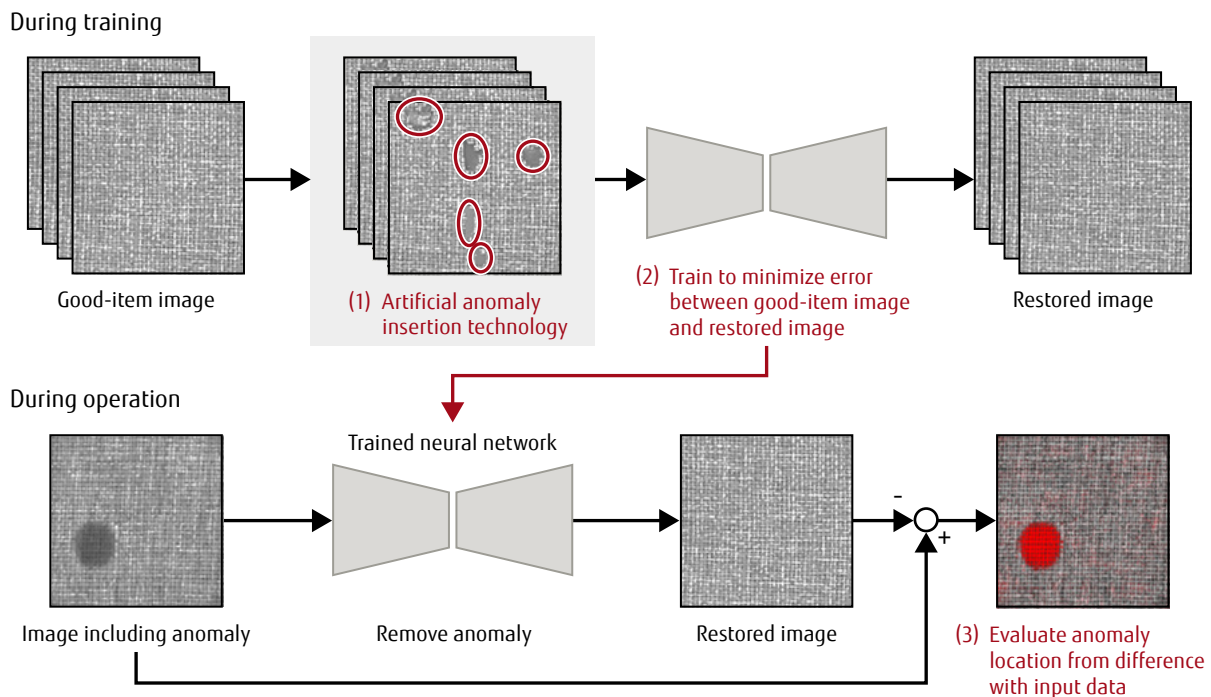 During training
Good-item image
(1) Artificial anomaly
insertion technology
(2) Train to minimize error
between good-item image
and restored image
Restored image
During operation
Trained neural network
-
+
Image including anomaly
Remove anomaly
Restored image
(3) Evaluate anomaly
location from difference
with input data